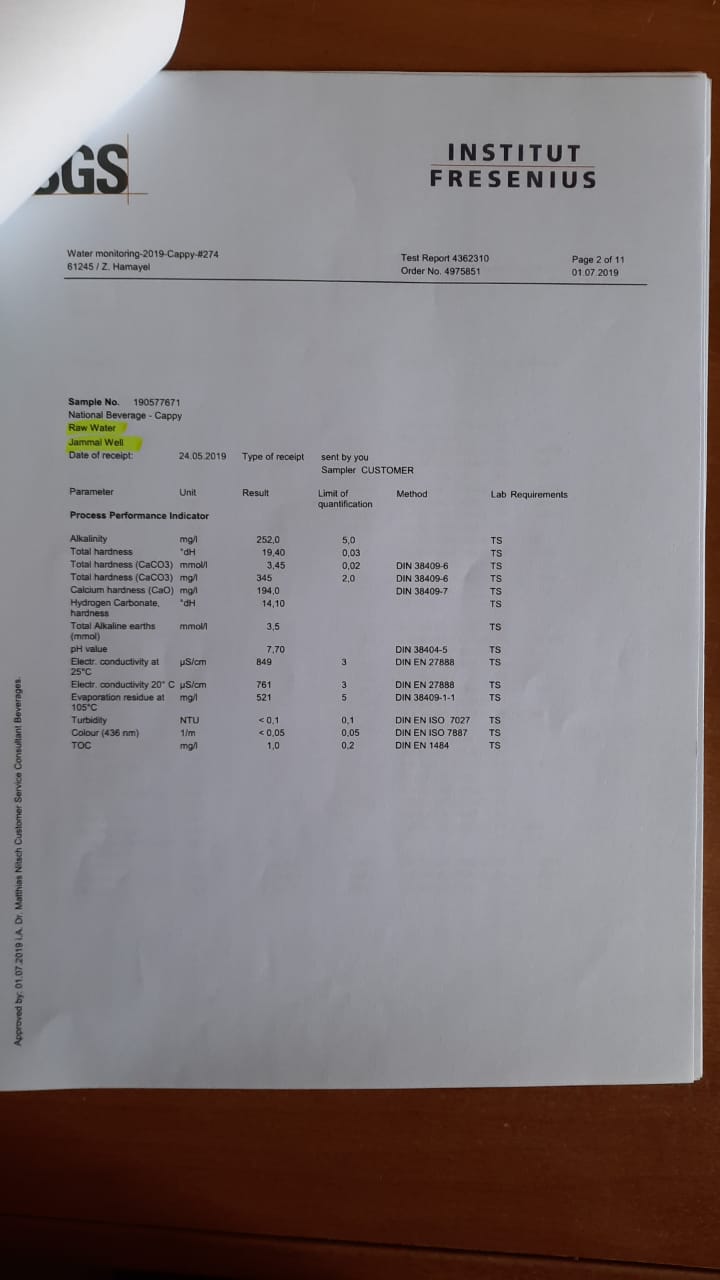 SGS
INSTITUT
FRESENIUS
Water monitoring-2019-Cappy-#274
61245 / Z. Hamayel
Test Report 4362310
Order No. 4975851
Page 2 of 11
01.07.2019
Sample No. 190577671
National Beverage - Cappy
Raw Water
Jammal Well
Date of receipt: 24.05.2019 Type of receipt sent by you
Sampler CUSTOMER
Parameter Unit Result Limit of quantification Method Lab Requirements
Process Performance Indicator
Alkalinity mg/l 252,0 5,0 TS
Total hardness °dH 19,40 0,03 TS
Total hardness (CaCO3) mmol/l 3,45 0,02 DIN 38409-6 TS
Total hardness (CaCO3) mg/l 345 2,0 DIN 38409-6 TS
Calcium hardness (CaO) mg/l 194,0 DIN 38409-7 TS
Hydrogen Carbonate, °dH 14,10 TS
hardness
Total Alkaline earths mmol/l 3,5 TS
(mmol)
pH value 7,70 DIN 38404-5 TS
Electr. conductivity at µS/cm 849 3 DIN EN 27888 TS
25°C
Electr. conductivity 20° C µS/cm 761 3 DIN EN 27888 TS
Evaporation residue at mg/l 521 5 DIN 38409-1-1 TS
105°C
Turbidity NTU < 0,1 0,1 DIN EN ISO 7027 TS
Colour (436 nm) 1/m < 0,05 0,05 DIN EN ISO 7887 TS
TOC mg/l 1,0 0,2 DIN EN 1484 TS
Approved by: 01.07.2019 i.A. Dr. Matthias Nitsch Customer Service Consultant Beverages.